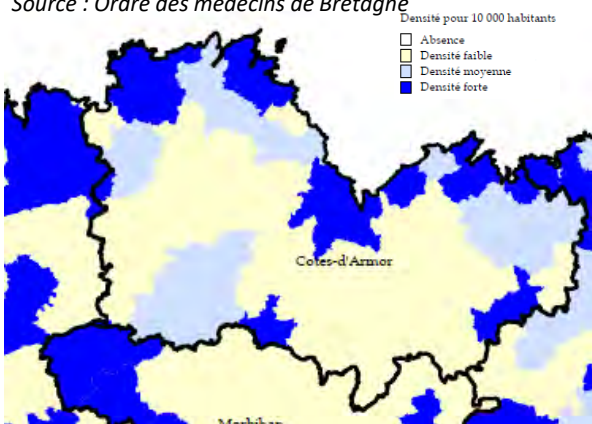 Source : Ordre des médecins de Bretagne
Densité pour 10 000 habitants
Absence
Densité faible
Densité moyenne
Densité forte
Cotes-d'Armor
Morbihan